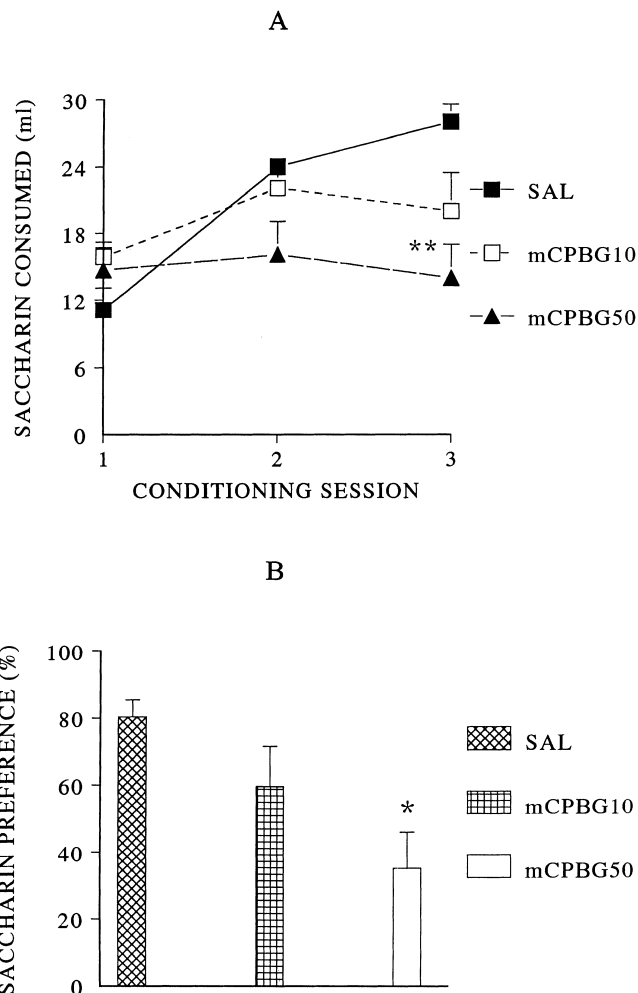 A
SACCHARIN CONSUMED (ml)
30
24
18
12
6
0
**
1 2 3
CONDITIONING SESSION
SAL
mCPBG10
mCPBG50
B
SACCHARIN PREFERENCE (%)
100
80
60
40
20
0
*
SAL
mCPBG10
mCPBG50